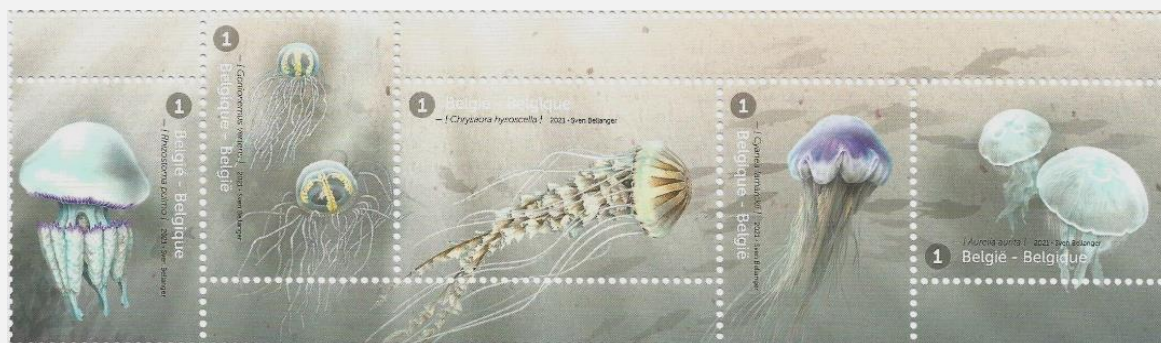 1
België - Belgique
– [ Rhizostoma pulmo ]
2021 • Sven Bellanger
1
Belgique - België
2021 • Sven Bellanger
1
België - Belgique
– [ Chrysaora hysoscella ] 2021 • Sven Bellanger
1
Belgique - België
– [ Cyanea lamarckii ] 2021 • Sven Bellanger
[ Aurelia aurita ] 2021 • Sven Bellanger
1 België - Belgique